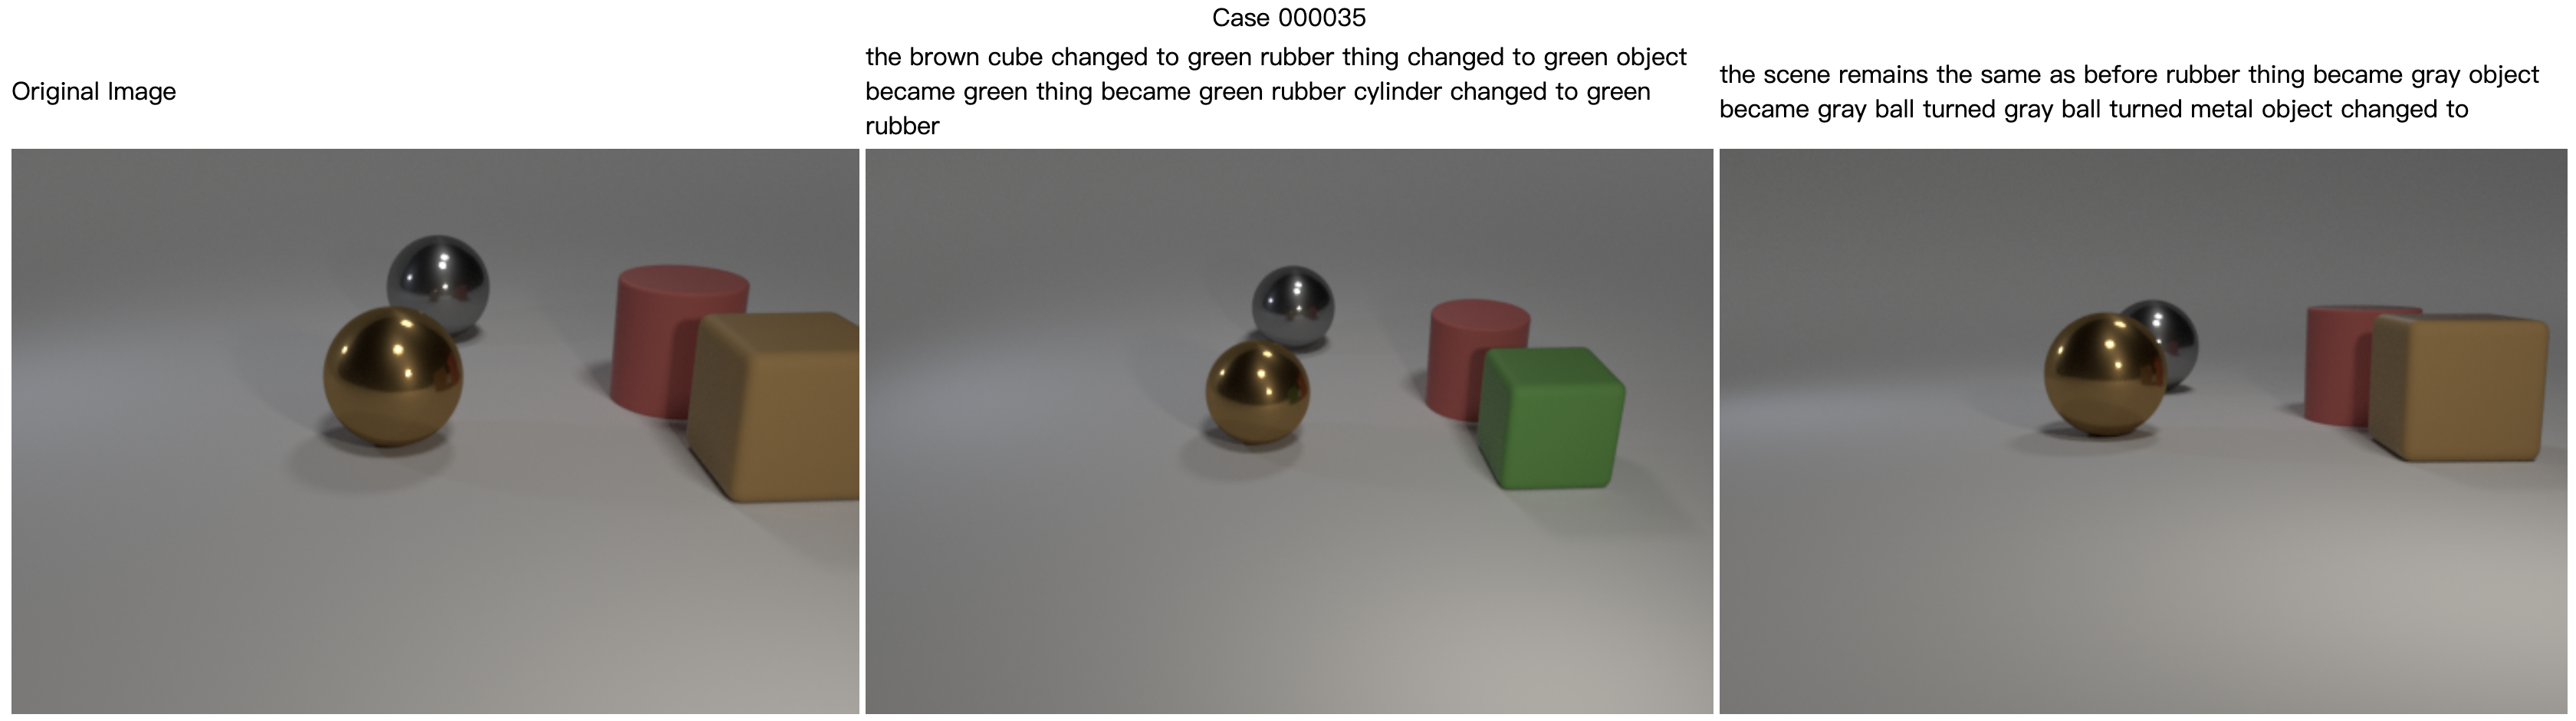 Case 000035
Original Image
the brown cube changed to green rubber thing changed to green object
became green thing became green rubber cylinder changed to green
rubber
the scene remains the same as before rubber thing became gray object
became gray ball turned gray ball turned metal object changed to